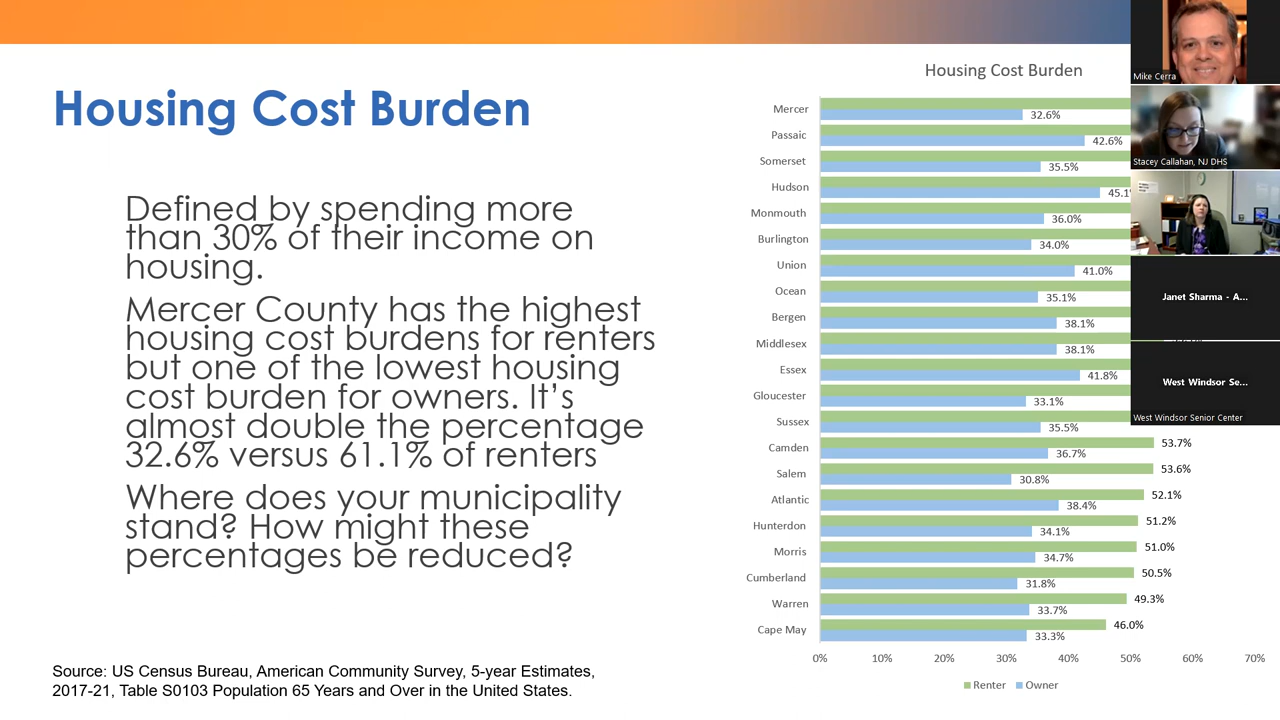 Housing Cost Burden
Defined by spending more
than 30% of their income on
housing.
Mercer County has the highest
housing cost burdens for renters
but one of the lowest housing
cost burden for owners. It's
almost double the percentage
32.6% versus 61.1% of renters
Where does your municipality
stand? How might these
percentages be reduced?
Source: US Census Bureau, American Community Survey, 5-year Estimates,
2017-21, Table S0103 Population 65 Years and Over in the United States.
Housing Cost Burden
Mercer
32.6%
Passaic
42.6%
Somerset
35.5%
Hudson
45.1
Monmouth
36.0%
Burlington
34.0%
Union
41.0%
Ocean
35.1%
Bergen
38.1%
Middlesex
38.1%
Essex
41.8%
Gloucester
33.1%
Sussex
35.5%
Camden
53.7%
36.7%
Salem
53.6%
30.8%
Atlantic
52.1%
38.4%
Hunterdon
51.2%
34.1%
Morris
51.0%
34.7%
Cumberland
50.5%
31.8%
Warren
49.3%
33.7%
Cape May
46.0%
33.3%
0% 10% 20% 30% 40% 50% 60% 70%
Renter Owner
Mike Cerra
Stacey Callahan, NJ DHS
Janet Sharma - A...
West Windsor Se...
West Windsor Senior Center